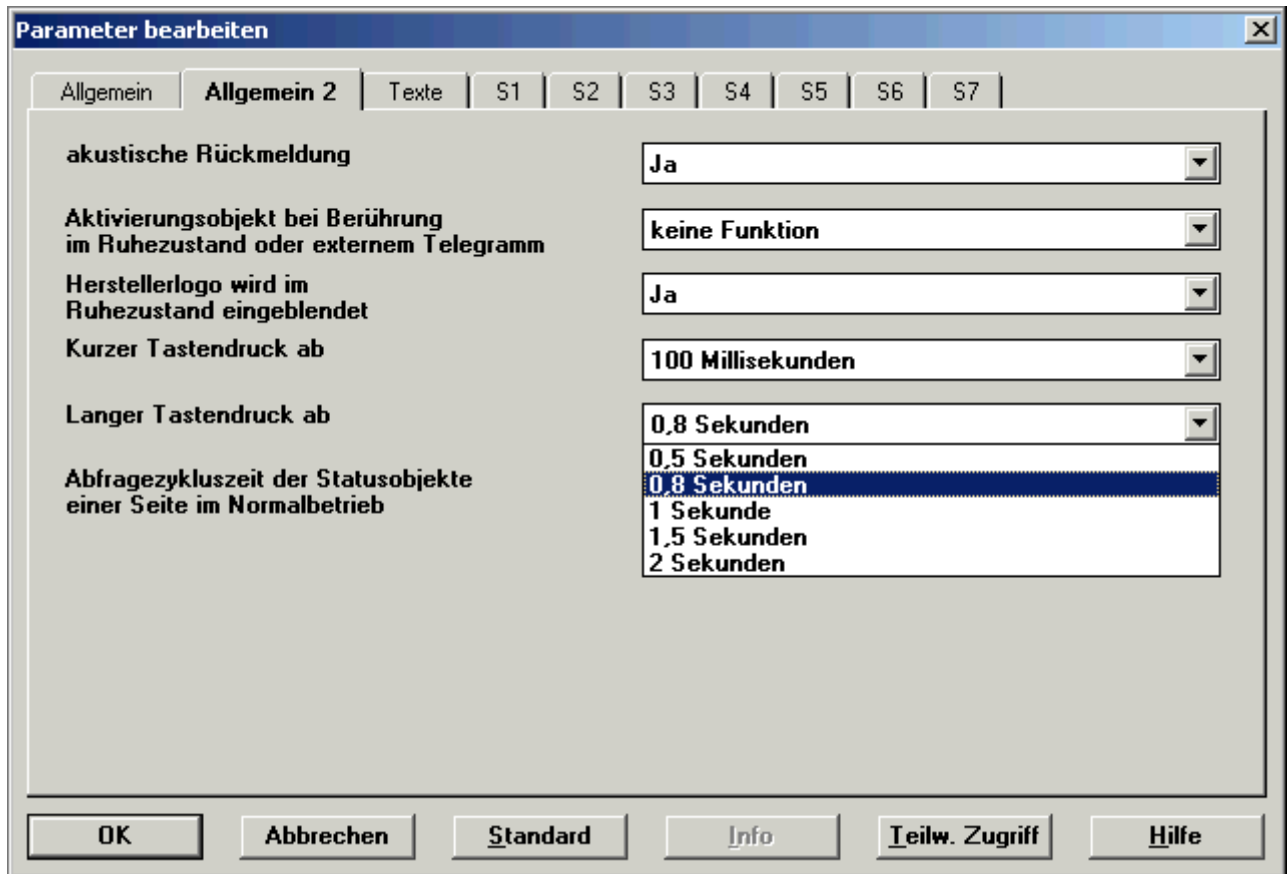 Parameter bearbeiten
Allgemein Allgemein 2 Texte S1 S2 S3 S4 S5 S6 S7
akustische Rückmeldung Ja
Aktivierungsobjekt bei Berührung
im Ruhezustand oder externem Telegramm keine Funktion
Herstellerlogo wird im
Ruhezustand eingeblendet Ja
Kurzer Tastendruck ab 100 Millisekunden
Langer Tastendruck ab 0,8 Sekunden
0,5 Sekunden
0,8 Sekunden
1 Sekunde
1,5 Sekunden
2 Sekunden
Abfragezykluszeit der Statusobjekte
einer Seite im Normalbetrieb
OK Abbrechen Standard Info Teilw. Zugriff Hilfe